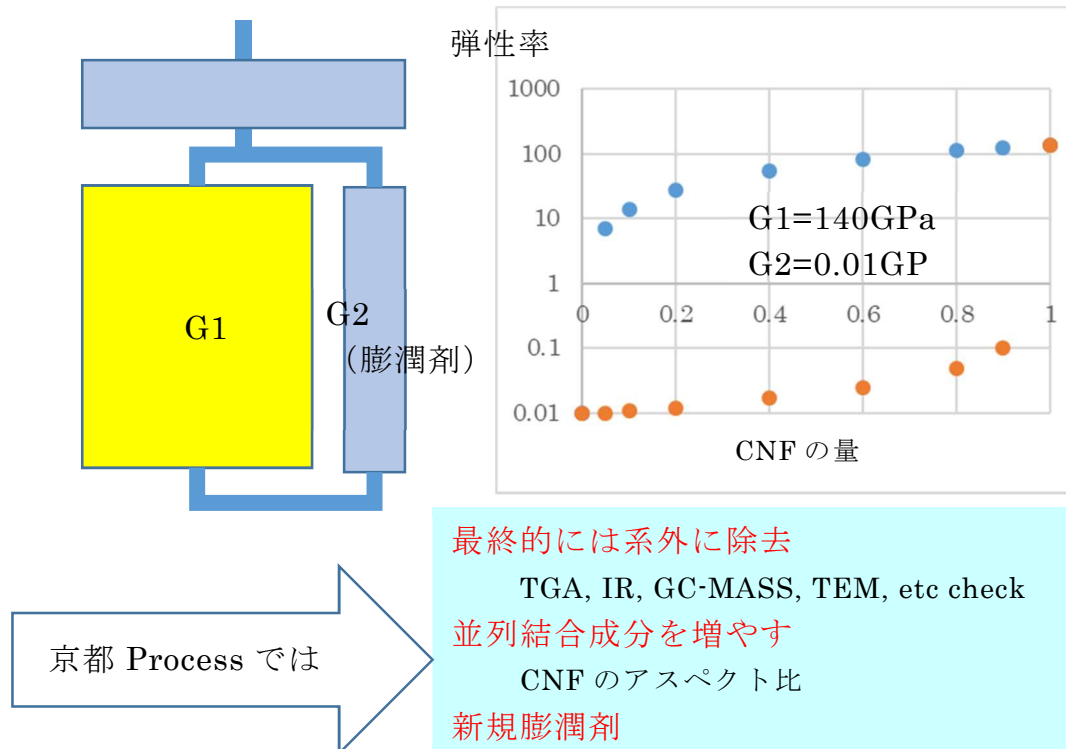 弾性率
1000
100
10
1
0.1
0.01
0 0.2 0.4 0.6 0.8 1
G1=140GPa
G2=0.01GP
CNF の量
G1
G2
（膨潤剤）
京都 Process では
最終的には系外に除去
TGA, IR, GC-MASS, TEM, etc check
並列結合成分を増やす
CNF のアスペクト比
新規膨潤剤